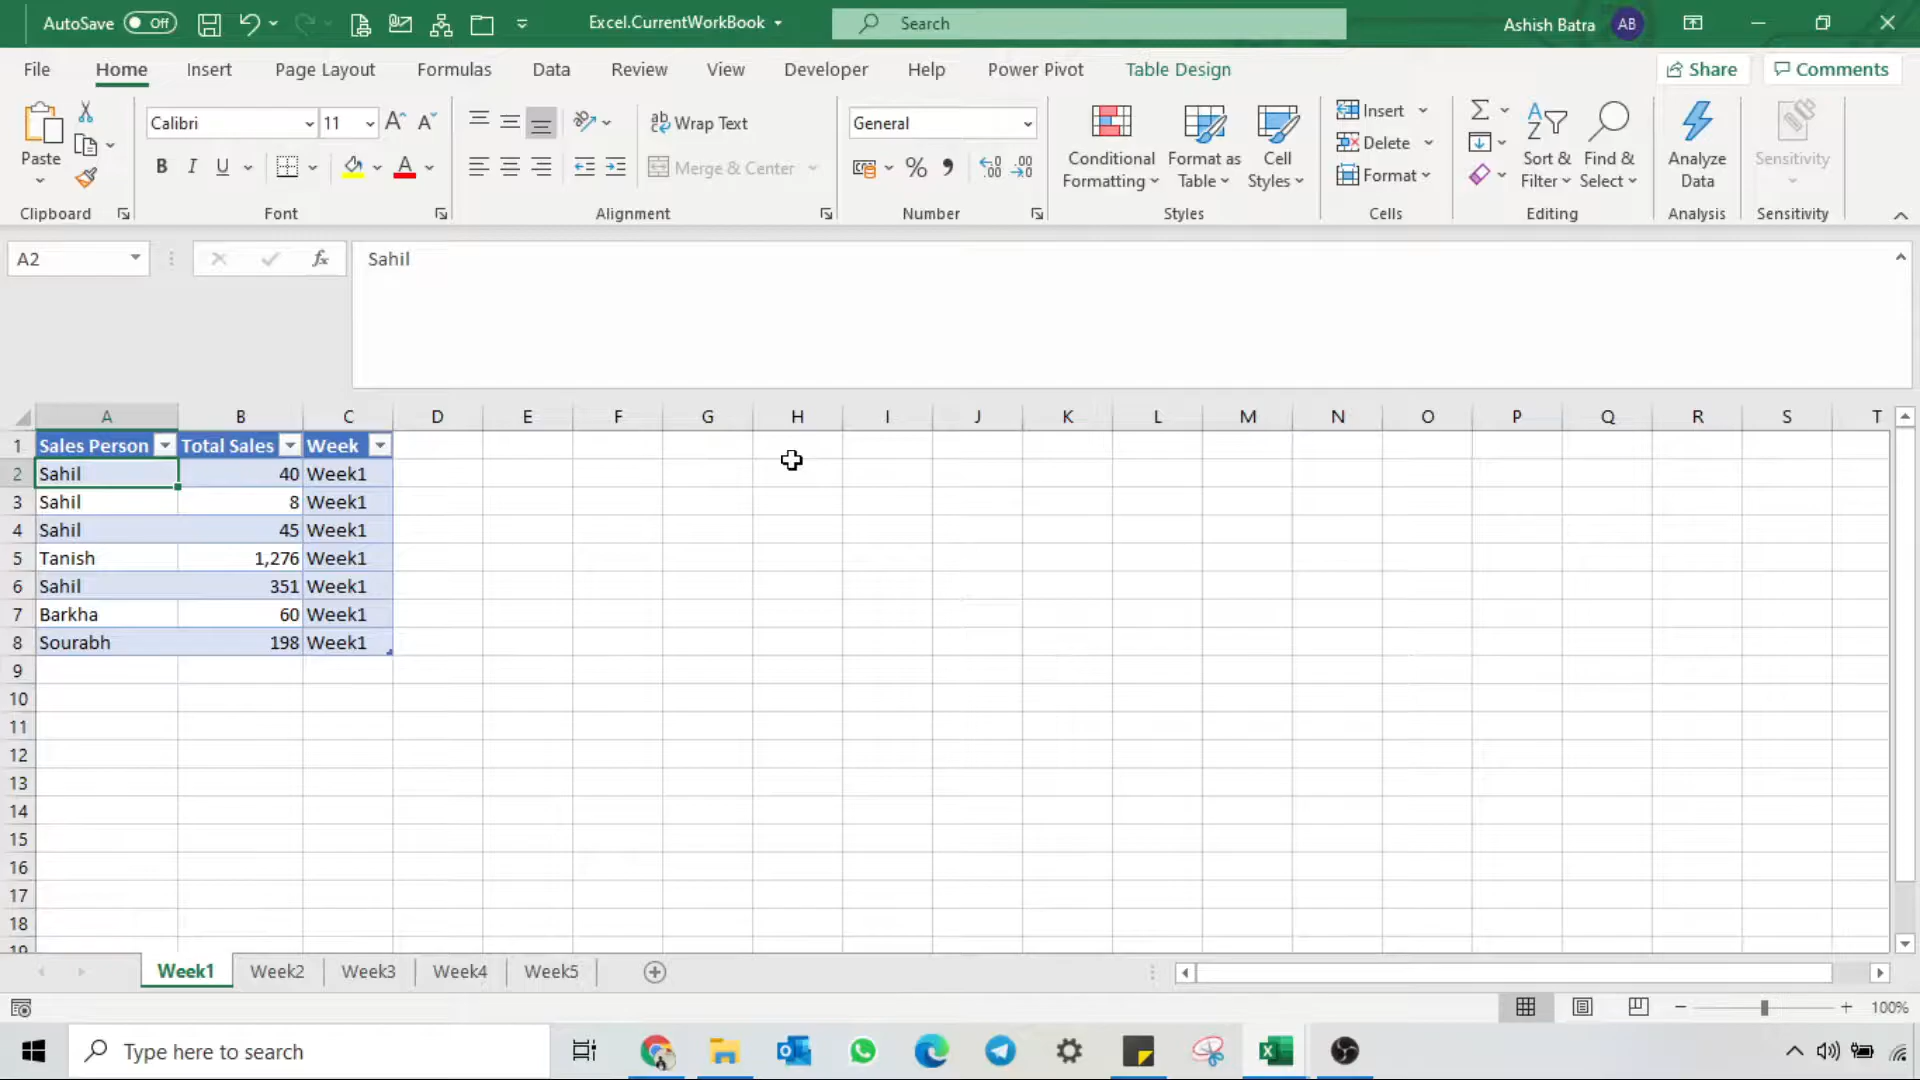 AutoSave Off Excel.CurrentWorkBook Search Ashish Batra AB
File Home Insert Page Layout Formulas Data Review View Developer Help Power Pivot Table Design Share Comments
Paste
Clipboard
Calibri 11
B I U
Font
Wrap Text
Merge & Center
Alignment
General
%
Number
Conditional Formatting
Format as Table
Cell Styles
Styles
Insert
Delete
Format
Cells
Sort & Filter
Find & Select
Editing
Analyze Data
Analysis
Sensitivity
Sensitivity
A2 fx Sahil
A B C D E F G H I J K L M N O P Q R S T
1 Sales Person Total Sales Week
2 Sahil 40 Week1
3 Sahil 8 Week1
4 Sahil 45 Week1
5 Tanish 1,276 Week1
6 Sahil 351 Week1
7 Barkha 60 Week1
8 Sourabh 198 Week1
9
10
11
12
13
14
15
16
17
18
19
Week1 Week2 Week3 Week4 Week5
100%
Type here to search